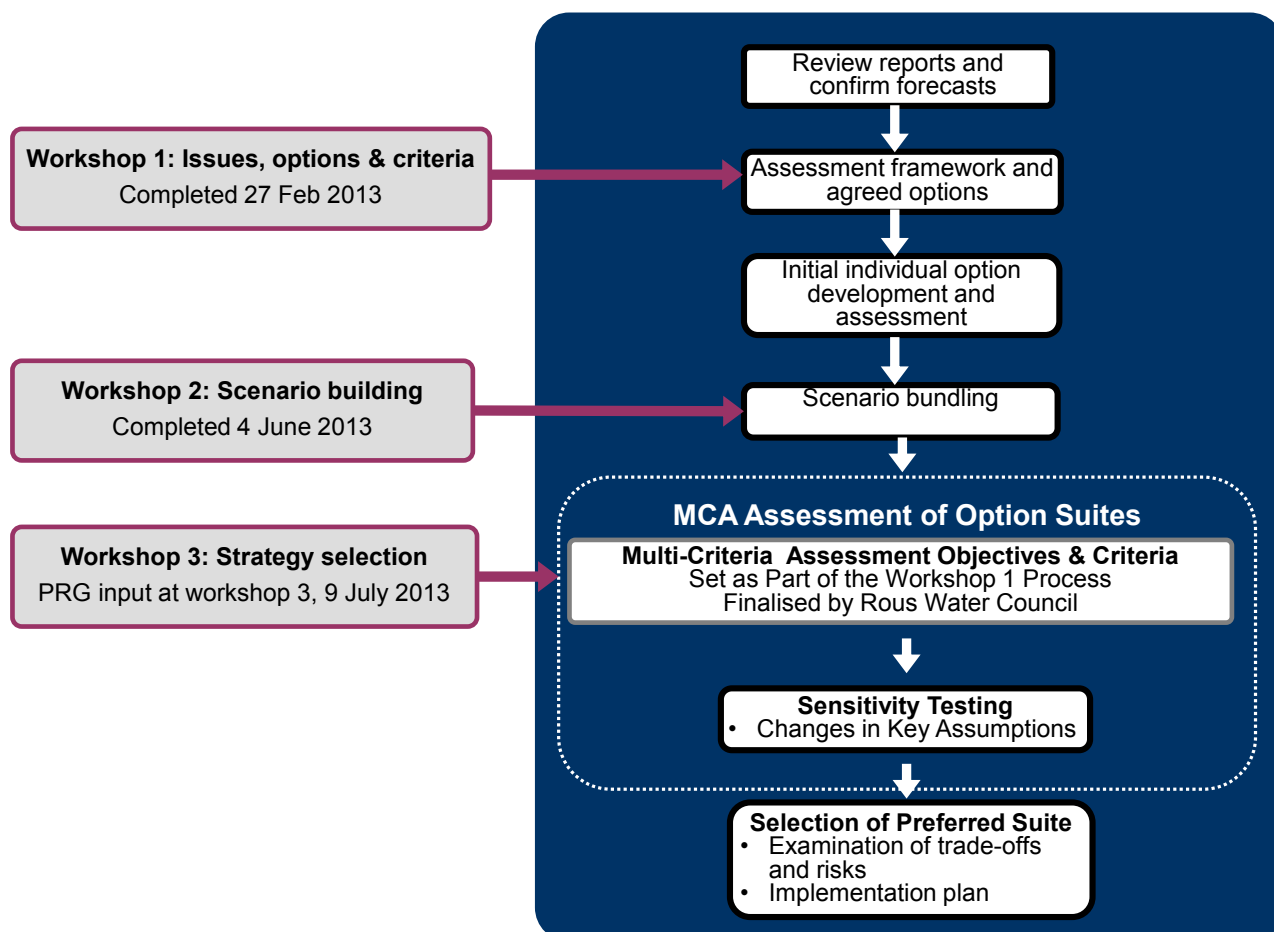 Review reports and
confirm forecasts
Workshop 1: Issues, options & criteria
Completed 27 Feb 2013
Assessment framework and
agreed options
Initial individual option
development and
assessment
Workshop 2: Scenario building
Completed 4 June 2013
Scenario bundling
MCA Assessment of Option Suites
Workshop 3: Strategy selection
PRG input at workshop 3, 9 July 2013
Multi-Criteria Assessment Objectives & Criteria
Set as Part of the Workshop 1 Process
Finalised by Rous Water Council
Sensitivity Testing
• Changes in Key Assumptions
Selection of Preferred Suite
• Examination of trade-offs
and risks
• Implementation plan